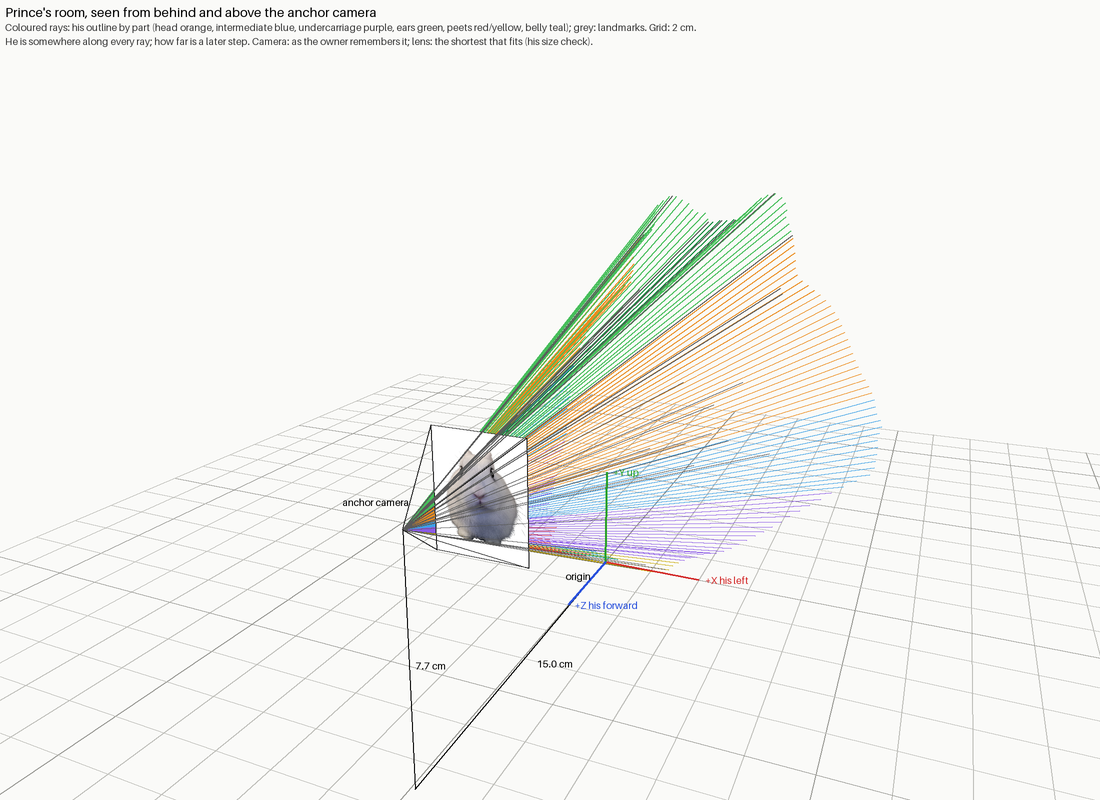 Prince's room, seen from behind and above the anchor camera
Coloured rays: his outline by part (head orange, intermediate blue, undercarriage purple, ears green, peets red/yellow, belly teal); grey: landmarks. Grid: 2 cm.
He is somewhere along every ray; how far is a later step. Camera: as the owner remembers it; lens: the shortest that fits (his size check).
+Y up
anchor camera
origin
+X his left
+Z his forward
7.7 cm
15.0 cm